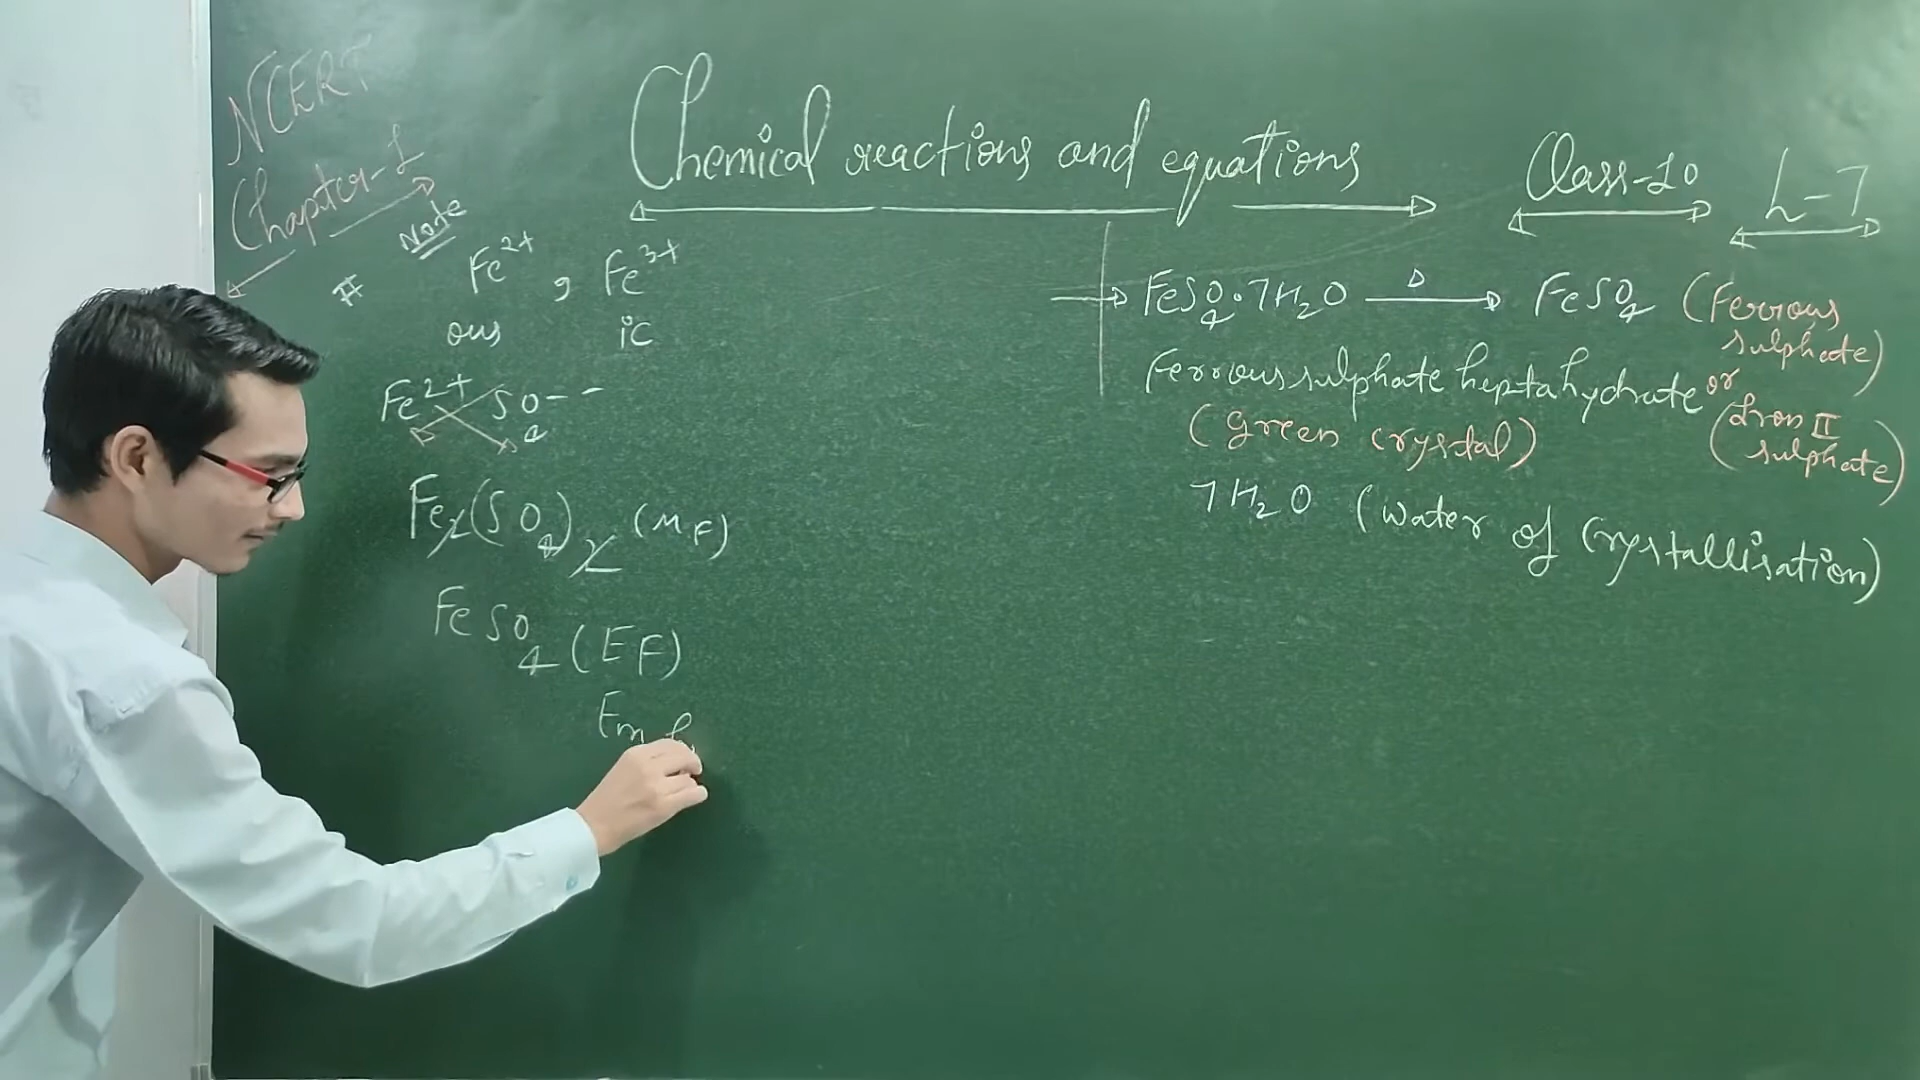 NCERT
Chapter-1
Chemical reactions and equations
Class-10
L-7
Note
# Fe²⁺, Fe³⁺
ous ic
Fe²⁺ SO₄⁻⁻
Fe₂(SO₄)₂ (MF)
FeSO₄ (EF)
→ FeSO₄·7H₂O —Δ→ FeSO₄ (Ferrous sulphate)
Ferrous sulphate heptahydrate or
(Green crystal)
(Iron II sulphate)
7H₂O (water of crystallisation)